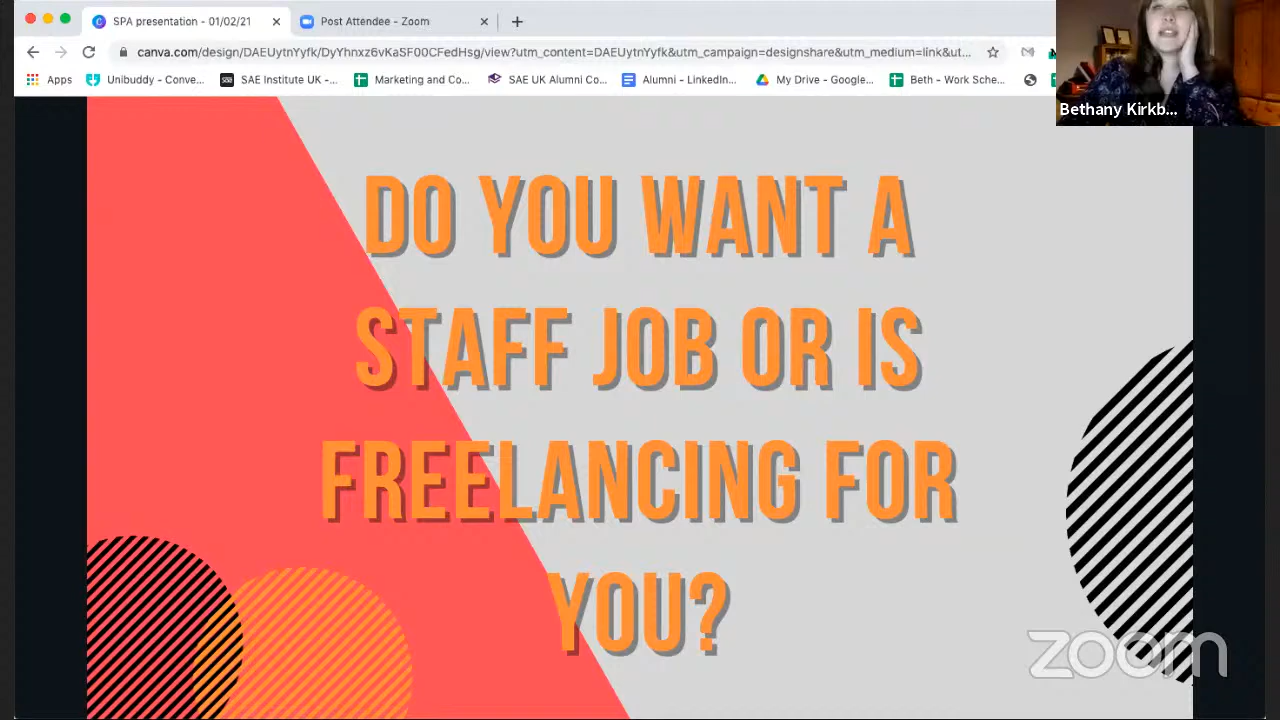 SPA presentation - 01/02/21
Post Attendee - Zoom
canva.com/design/DAEUytnYyfk/DyYhnxz6vKaSFQ0CFedHsg/view?utm_content=DAEUytnYyfk&utm_campaign=designshare&utm_medium=link&ut...
Apps
Unibuddy - Conve...
SAE Institute UK -...
Marketing and Co...
SAE UK Alumni Co...
Alumni - LinkedIn...
My Drive - Google...
Beth - Work Sche...
Bethany Kirkb...
DO YOU WANT A
STAFF JOB OR IS
FREELANCING FOR
YOU?
zoom